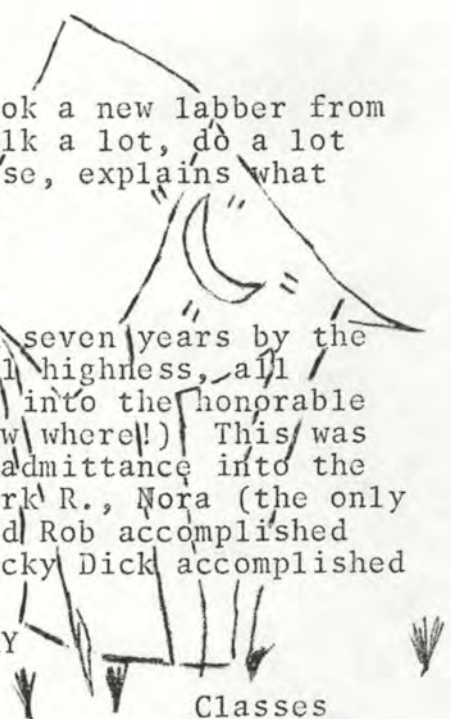 ok a new labber from
lk a lot, do a lot
se, explains what
seven years by the
l highness, all
into the honorable
w where!) This was
admittance into the
rk R., Nora (the only
d Rob accomplished
cky Dick accomplished
Y
Classes